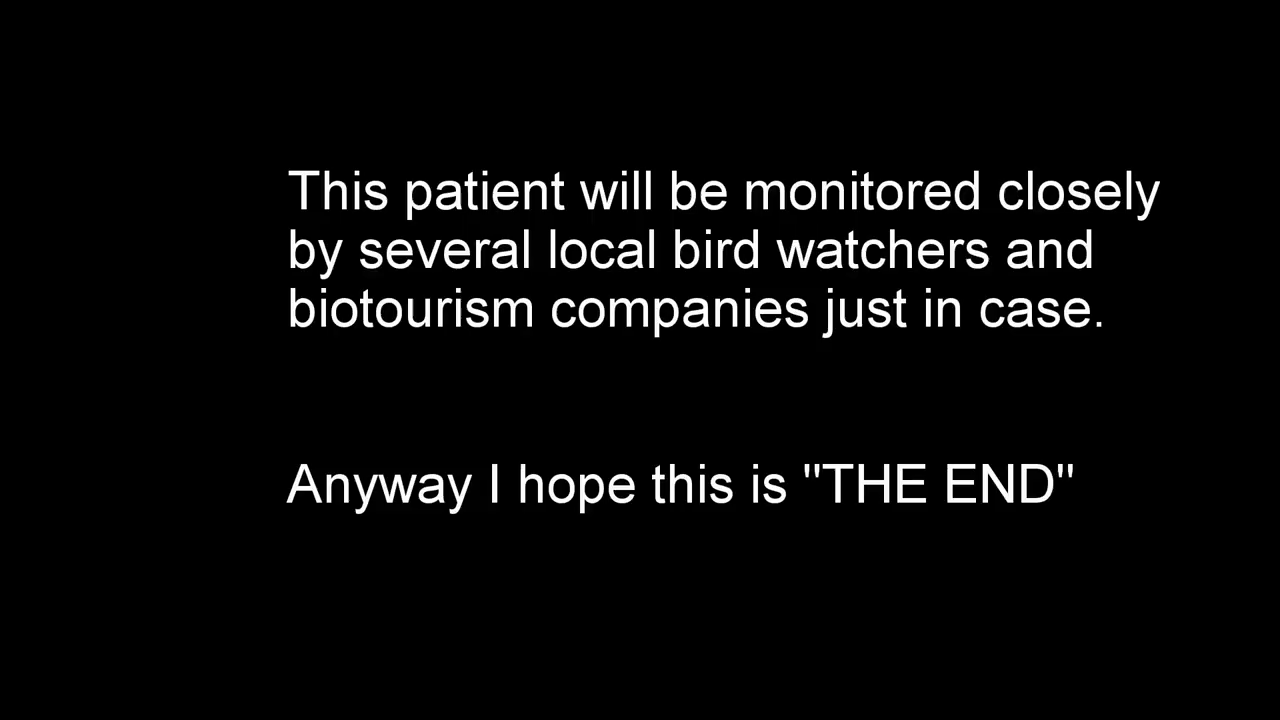 This patient will be monitored closely
by several local bird watchers and
biotourism companies just in case.
Anyway I hope this is "THE END"